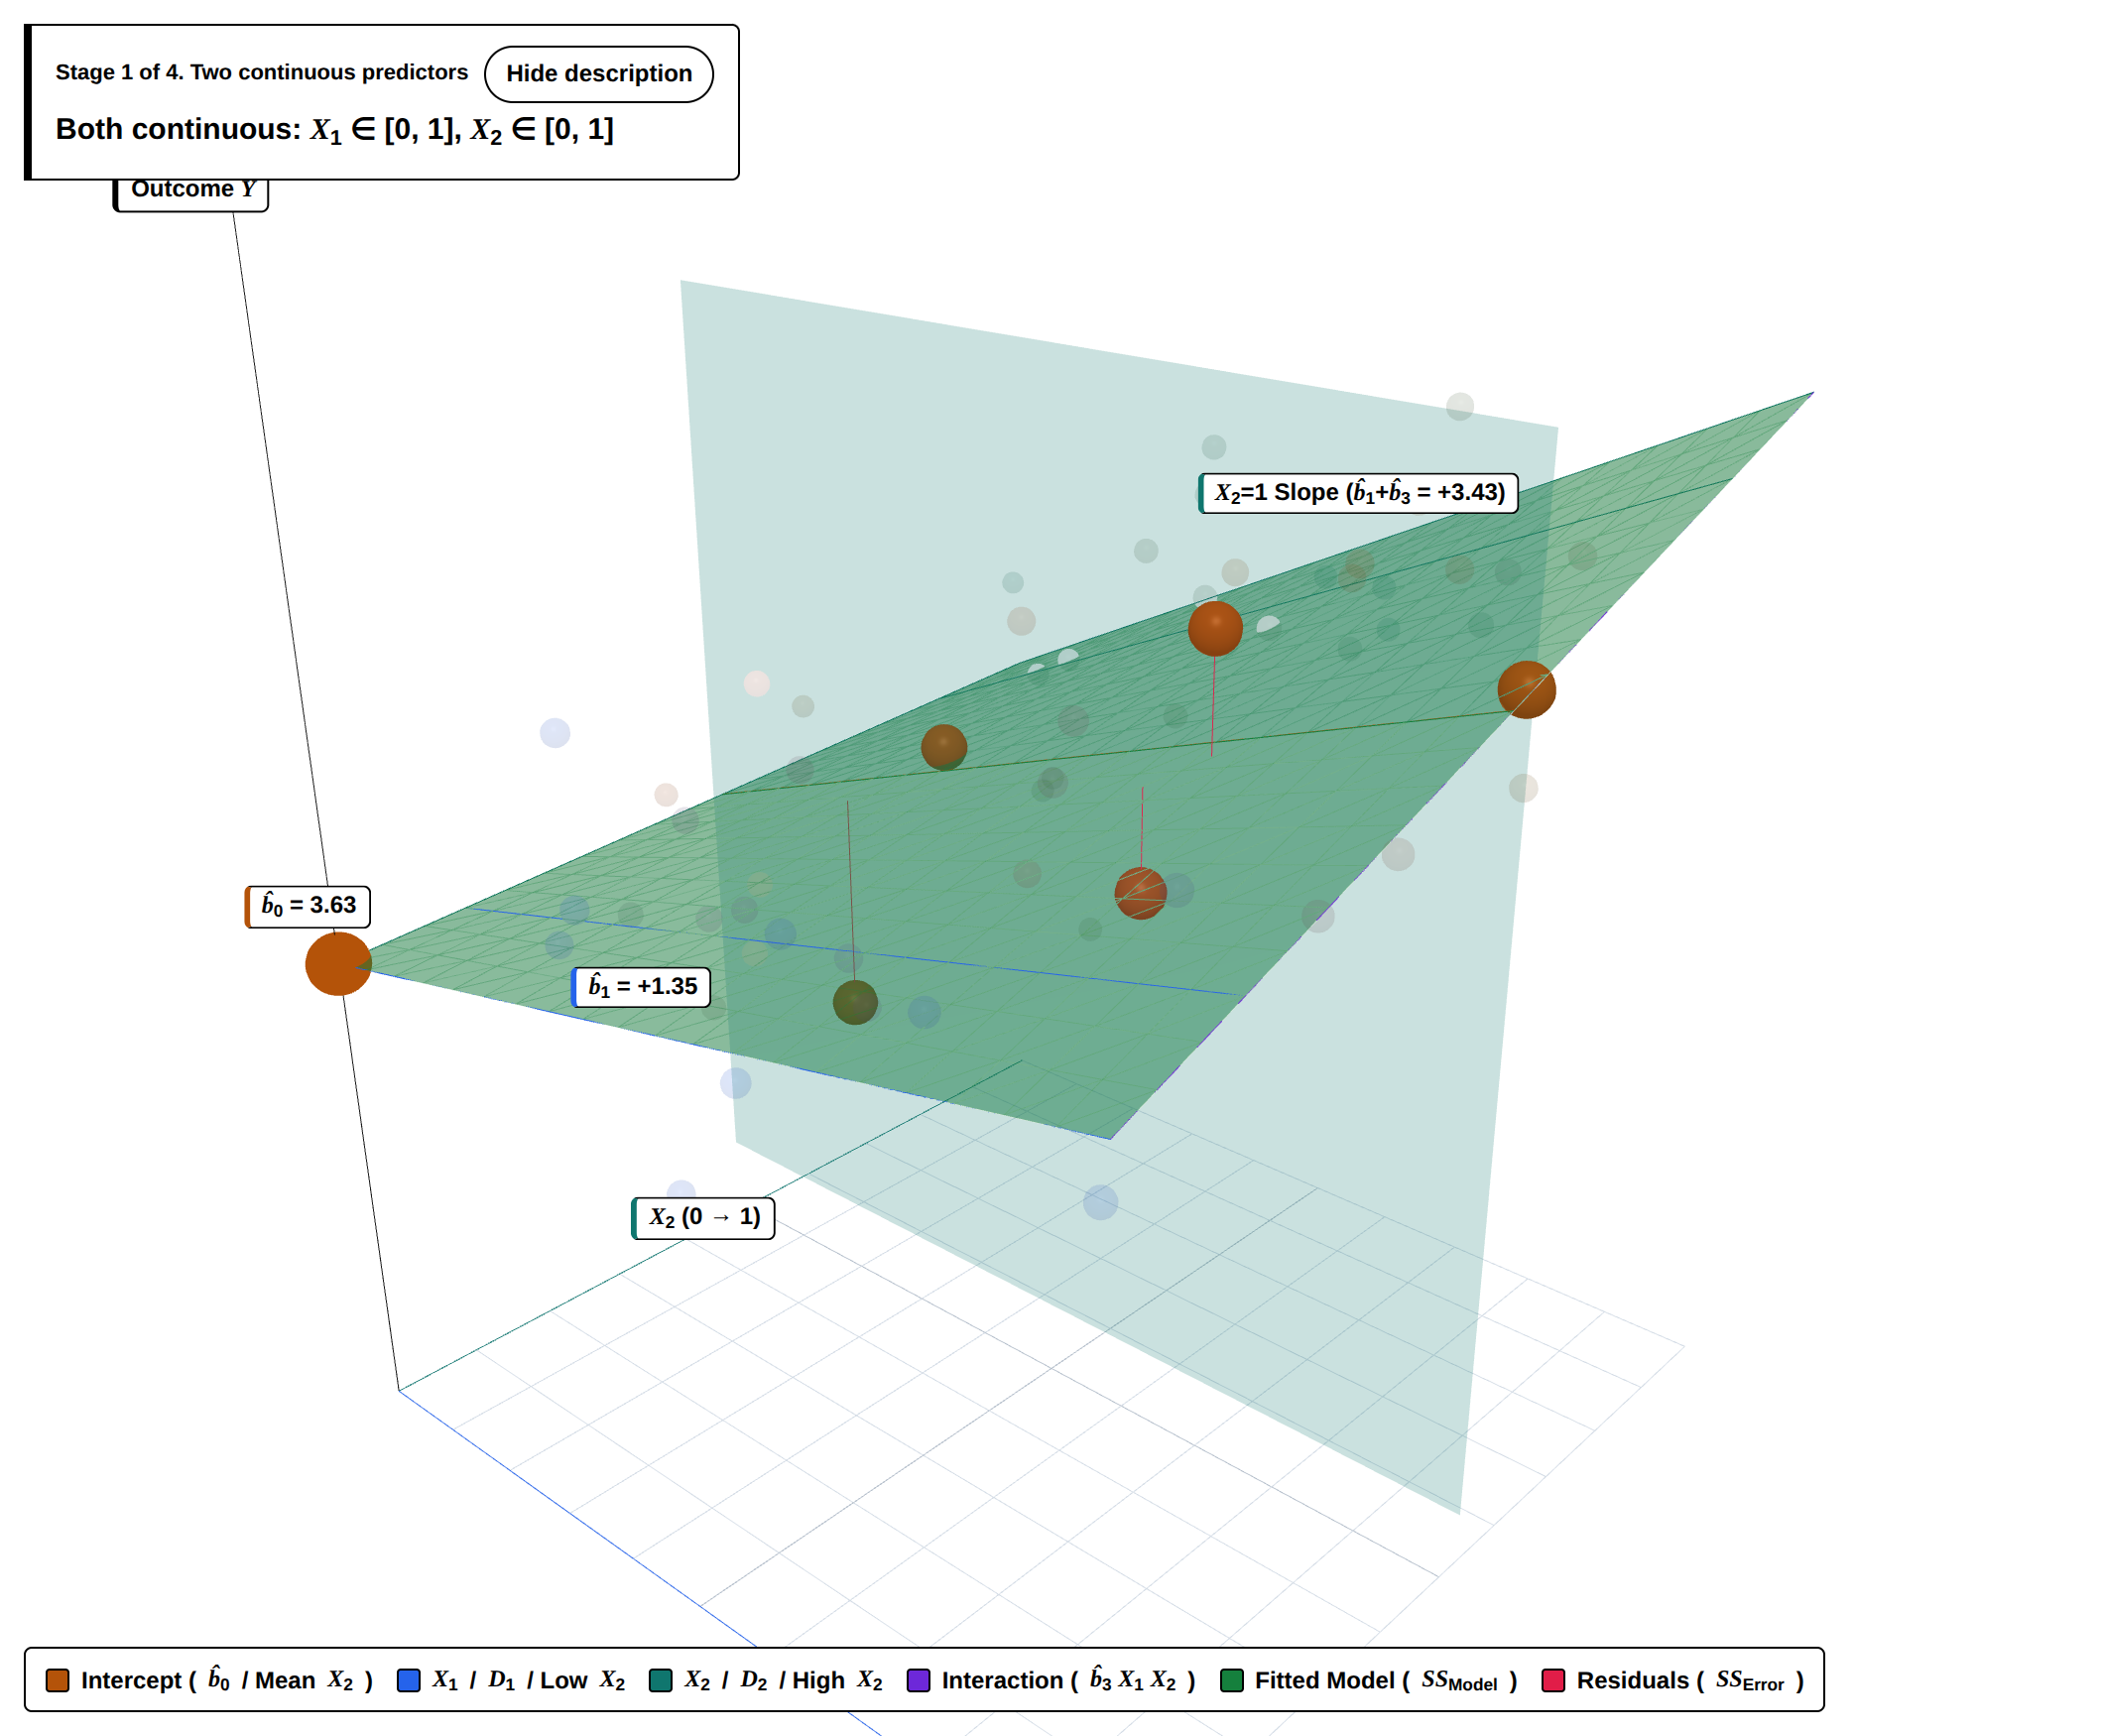 Stage 1 of 4. Two continuous predictors
Hide description
Both continuous: X₁ ∈ [0, 1], X₂ ∈ [0, 1]
Outcome Y
X₂=1 Slope (b̂₁+b̂₃ = +3.43)
b̂₀ = 3.63
b̂₁ = +1.35
X₂ (0 → 1)
Intercept ( b̂₀ / Mean X₂ ) X₁ / D₁ / Low X₂ X₂ / D₂ / High X₂ Interaction ( b̂₃ X₁ X₂ ) Fitted Model ( SS_Model ) Residuals ( SS_Error )